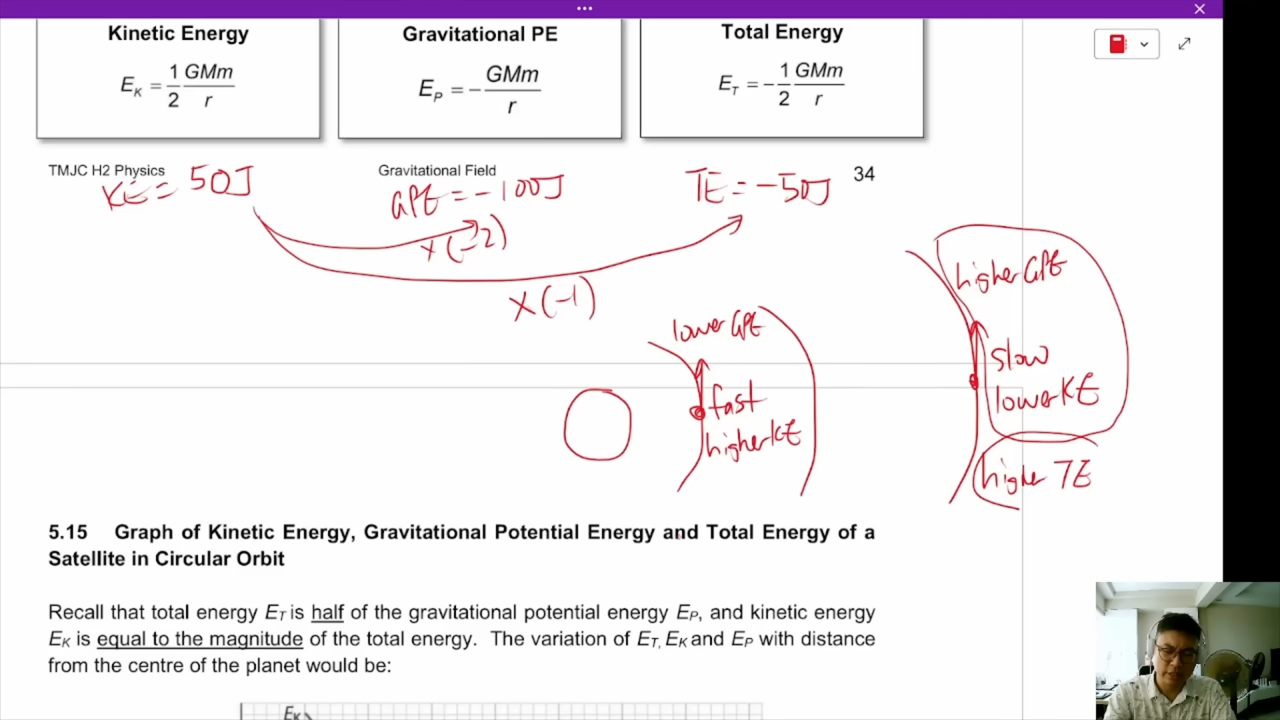 Kinetic Energy
E_K = 1/2 GMm/r
Gravitational PE
E_P = - GMm/r
Total Energy
E_T = - 1/2 GMm/r
TMJC H2 Physics
Gravitational Field
34
KE = 50J
GPE = -100J
TE = -50J
x(-2)
x(-1)
lower GPE
fast
higher KE
higher GPE
slow
lower KE
higher TE
5.15 Graph of Kinetic Energy, Gravitational Potential Energy and Total Energy of a
Satellite in Circular Orbit
Recall that total energy E_T is half of the gravitational potential energy E_P, and kinetic energy
E_K is equal to the magnitude of the total energy. The variation of E_T, E_K and E_P with distance
from the centre of the planet would be:
E_K